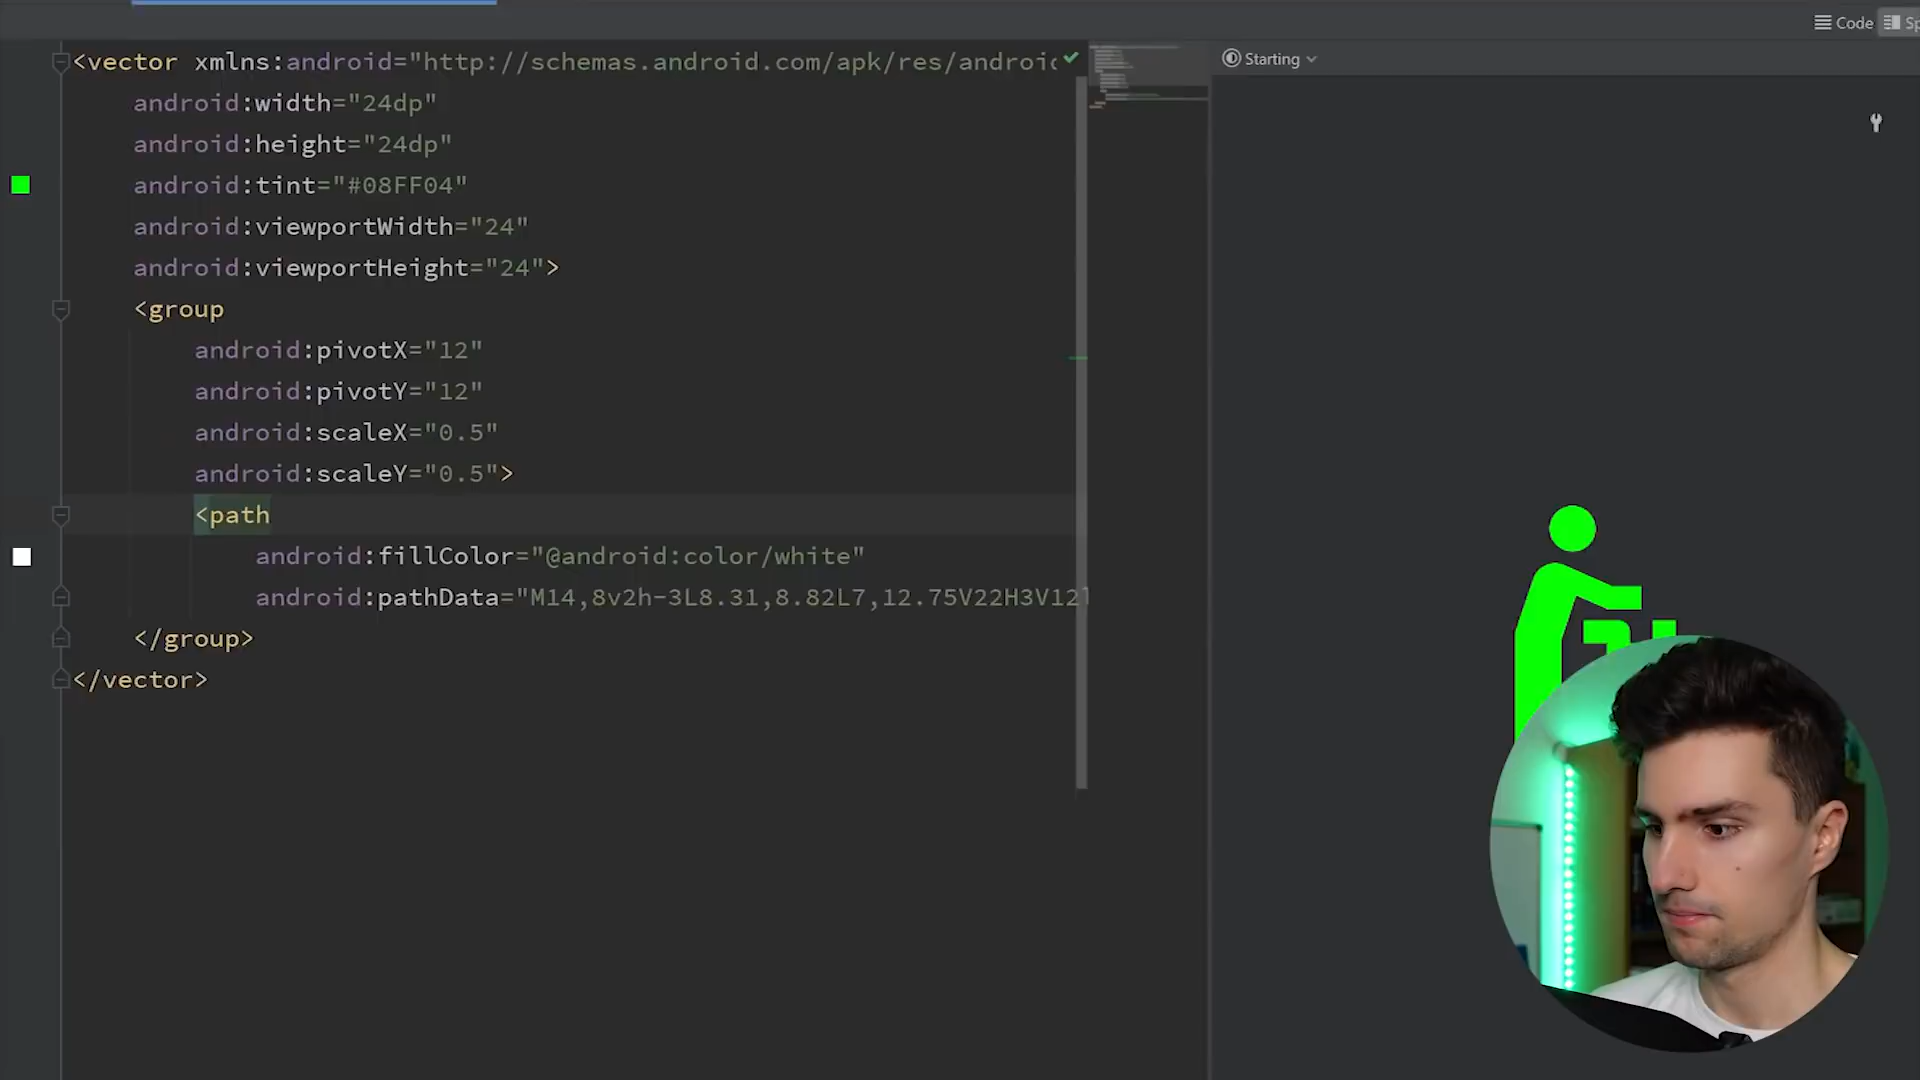 Code
Starting
<vector xmlns:android="http://schemas.android.com/apk/res/android
android:width="24dp"
android:height="24dp"
android:tint="#08FF04"
android:viewportWidth="24"
android:viewportHeight="24">
<group
android:pivotX="12"
android:pivotY="12"
android:scaleX="0.5"
android:scaleY="0.5">
<path
android:fillColor="@android:color/white"
android:pathData="M14,8v2h-3L8.31,8.82L7,12.75V22H3V12l
</group>
</vector>